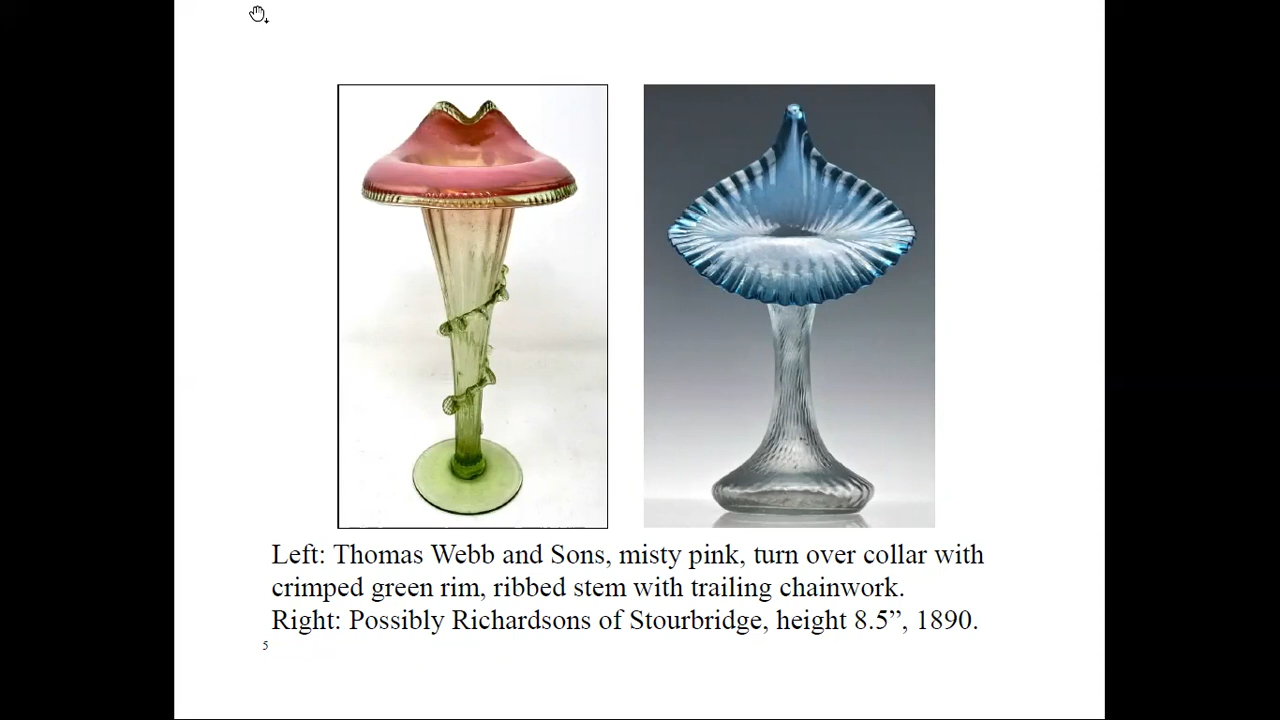 Left: Thomas Webb and Sons, misty pink, turn over collar with
crimped green rim, ribbed stem with trailing chainwork.
Right: Possibly Richardsons of Stourbridge, height 8.5”, 1890.
5